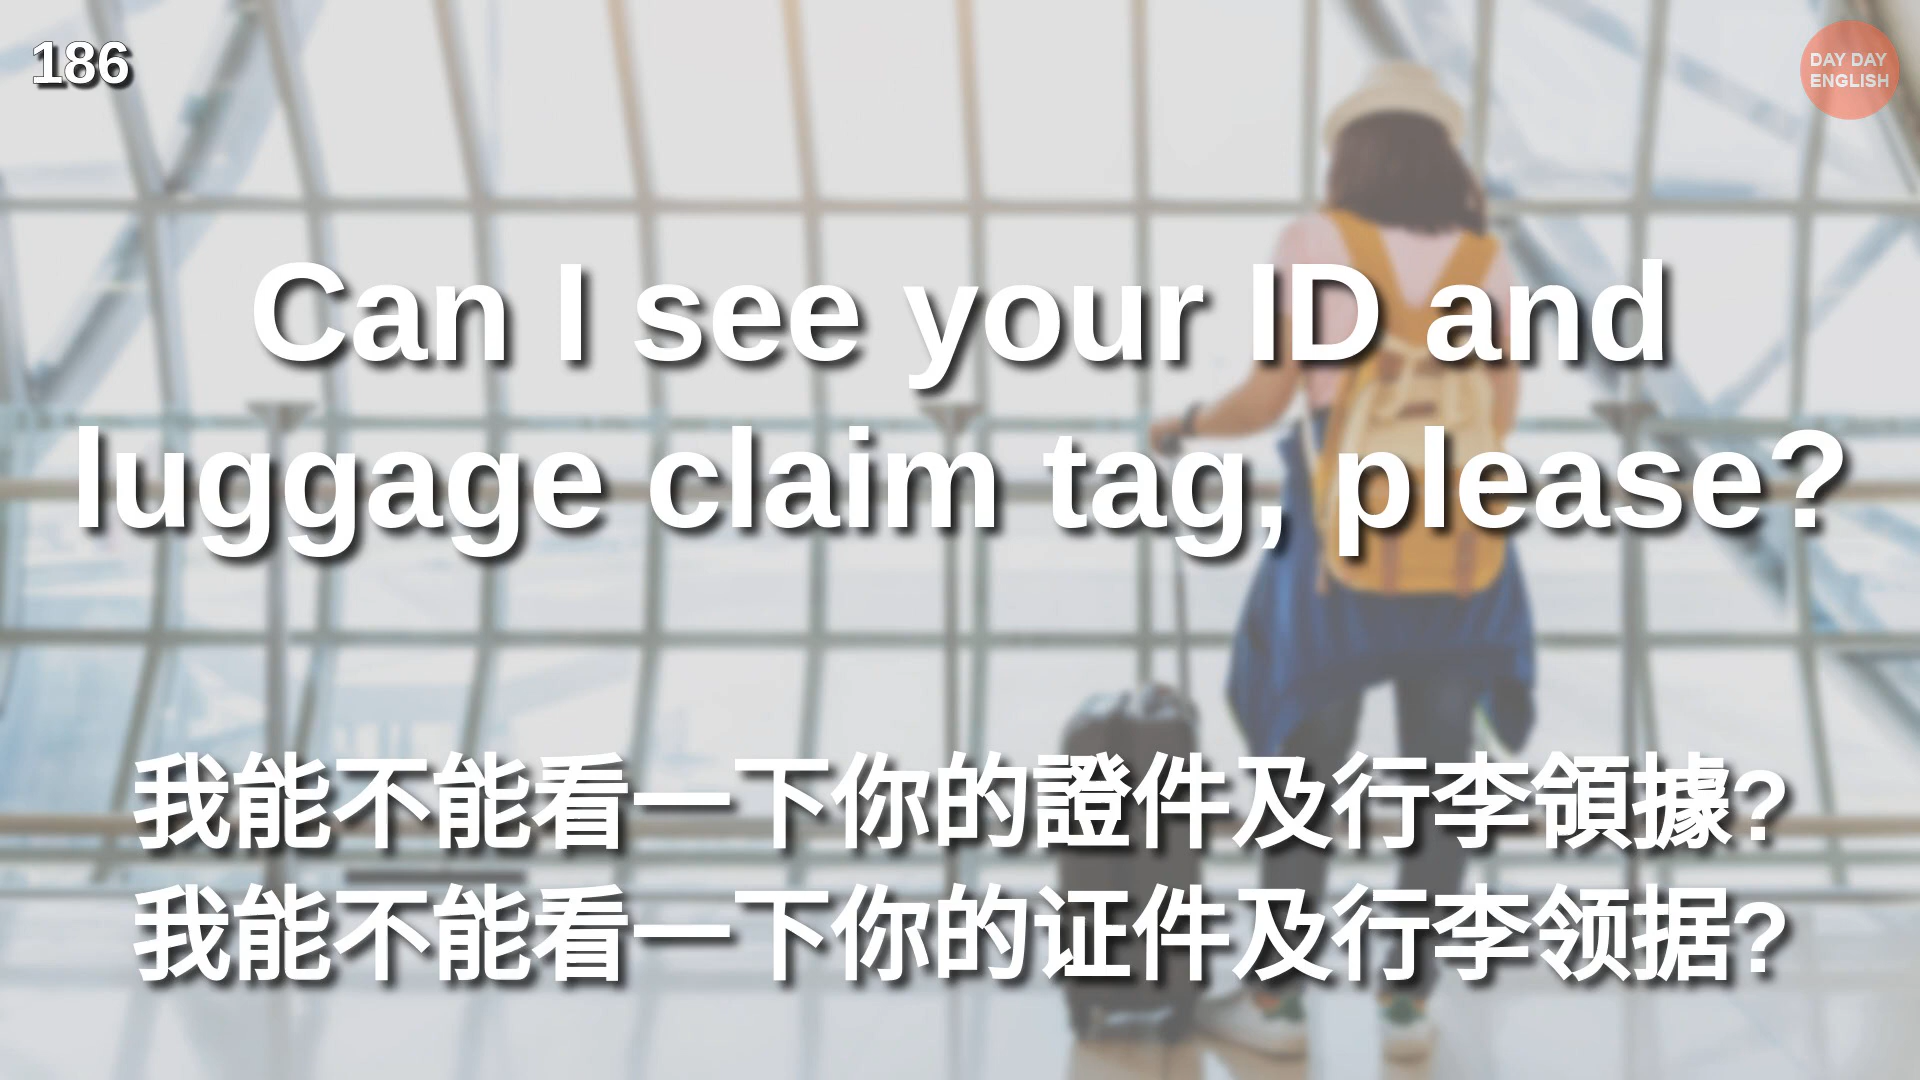 186
DAY DAY
ENGLISH
Can I see your ID and
luggage claim tag, please?
我能不能看一下你的證件及行李領據?
我能不能看一下你的证件及行李领据?